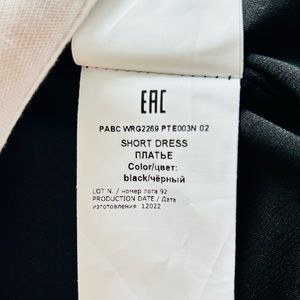 EAC
PABC WRG2269 PTE003N 02
SHORT DRESS
ПЛАТЬЕ
Color/цвет:
black/чёрный
LOT N. / номер лота 92
PRODUCTION DATE / Дата
изготовления 12022